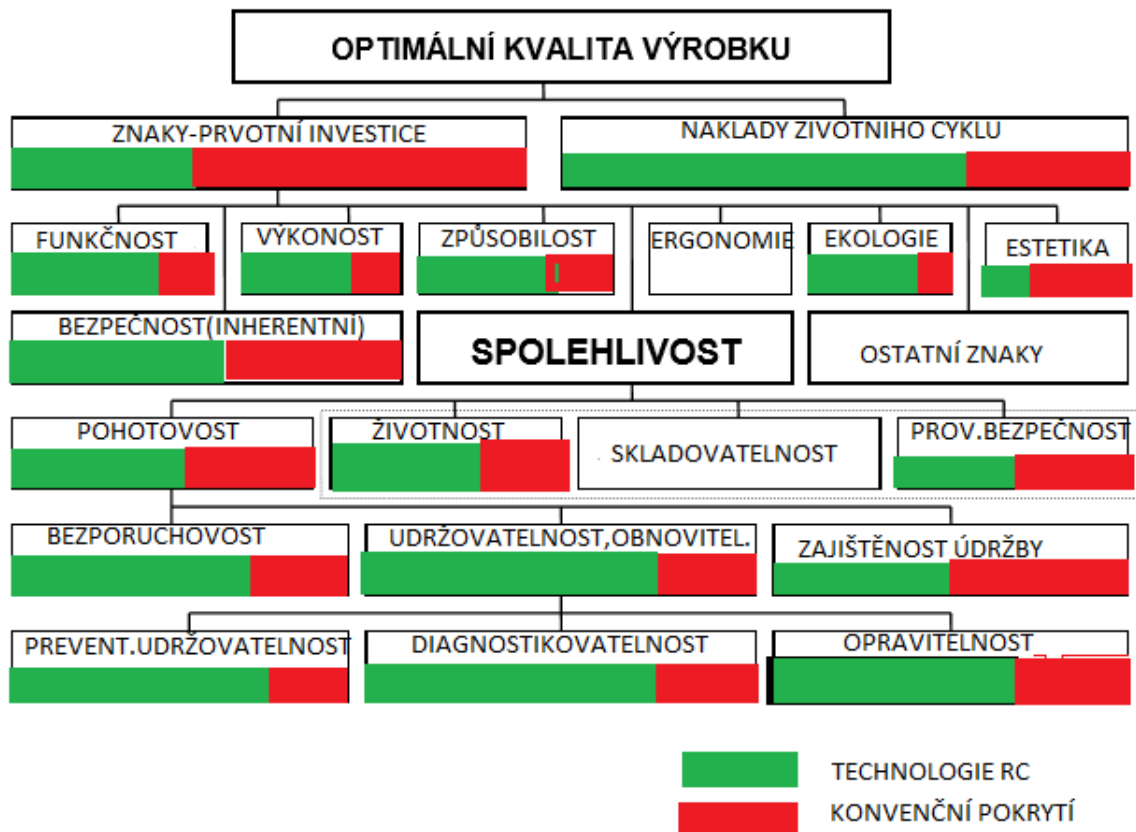 OPTIMÁLNÍ KVALITA VÝROBKU
ZNAKY-PRVOTNÍ INVESTICE
NAKLADY ZIVOTNIHO CYKLU
FUNKČNOST
VÝKONOST
ZPŮSOBILOST
ERGONOMIE
EKOLOGIE
ESTETIKA
BEZPEČNOST(INHERENTNÍ)
SPOLEHLIVOST
OSTATNÍ ZNAKY
POHOTOVOST
ŽIVOTNOST
SKLADOVATELNOST
PROV.BEZPEČNOST
BEZPORUCHOVOST
UDRŽOVATELNOST,OBNOVITEL.
ZAJIŠTĚNOST ÚDRŽBY
PREVENT.UDRŽOVATELNOST
DIAGNOSTIKOVATELNOST
OPRAVITELNOST
TECHNOLOGIE RC
KONVENČNÍ POKRYTÍ